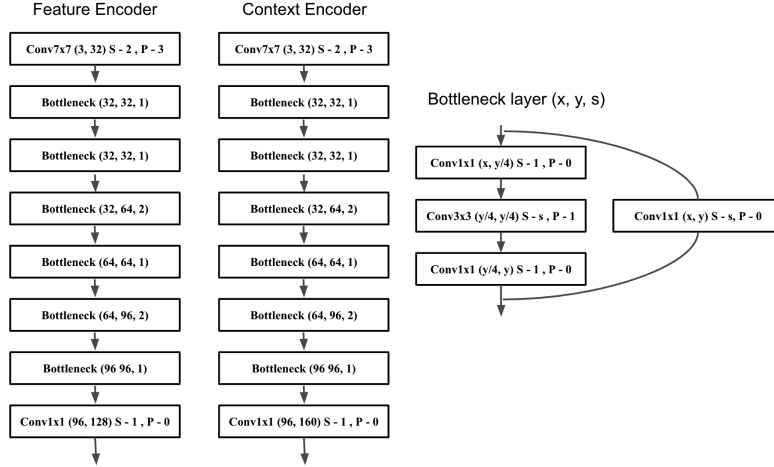 Feature Encoder
Conv7x7 (3, 32) S - 2 , P - 3
Bottleneck (32, 32, 1)
Bottleneck (32, 32, 1)
Bottleneck (32, 64, 2)
Bottleneck (64, 64, 1)
Bottleneck (64, 96, 2)
Bottleneck (96 96, 1)
Conv1x1 (96, 128) S - 1 , P - 0
Context Encoder
Conv7x7 (3, 32) S - 2 , P - 3
Bottleneck (32, 32, 1)
Bottleneck (32, 32, 1)
Bottleneck (32, 64, 2)
Bottleneck (64, 64, 1)
Bottleneck (64, 96, 2)
Bottleneck (96 96, 1)
Conv1x1 (96, 160) S - 1 , P - 0
Bottleneck layer (x, y, s)
Conv1x1 (x, y/4) S - 1 , P - 0
Conv3x3 (y/4, y/4) S - s , P - 1
Conv1x1 (y/4, y) S - 1 , P - 0
Conv1x1 (x, y) S - s, P - 0